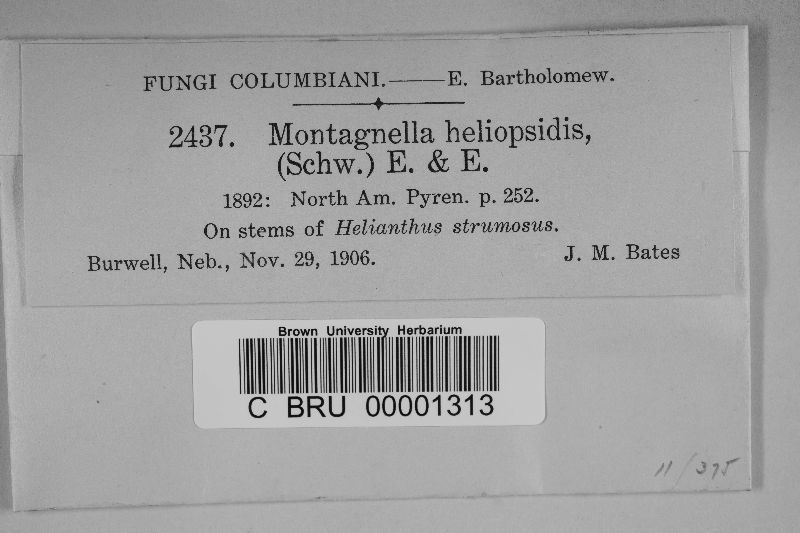 FUNGI COLUMBIANI.——E. Bartholomew.
2437. Montagnella heliopsidis,
(Schw.) E. & E.
1892: North Am. Pyren. p. 252.
On stems of Helianthus strumosus.
Burwell, Neb., Nov. 29, 1906. J. M. Bates
Brown University Herbarium
C BRU 00001313
11/375